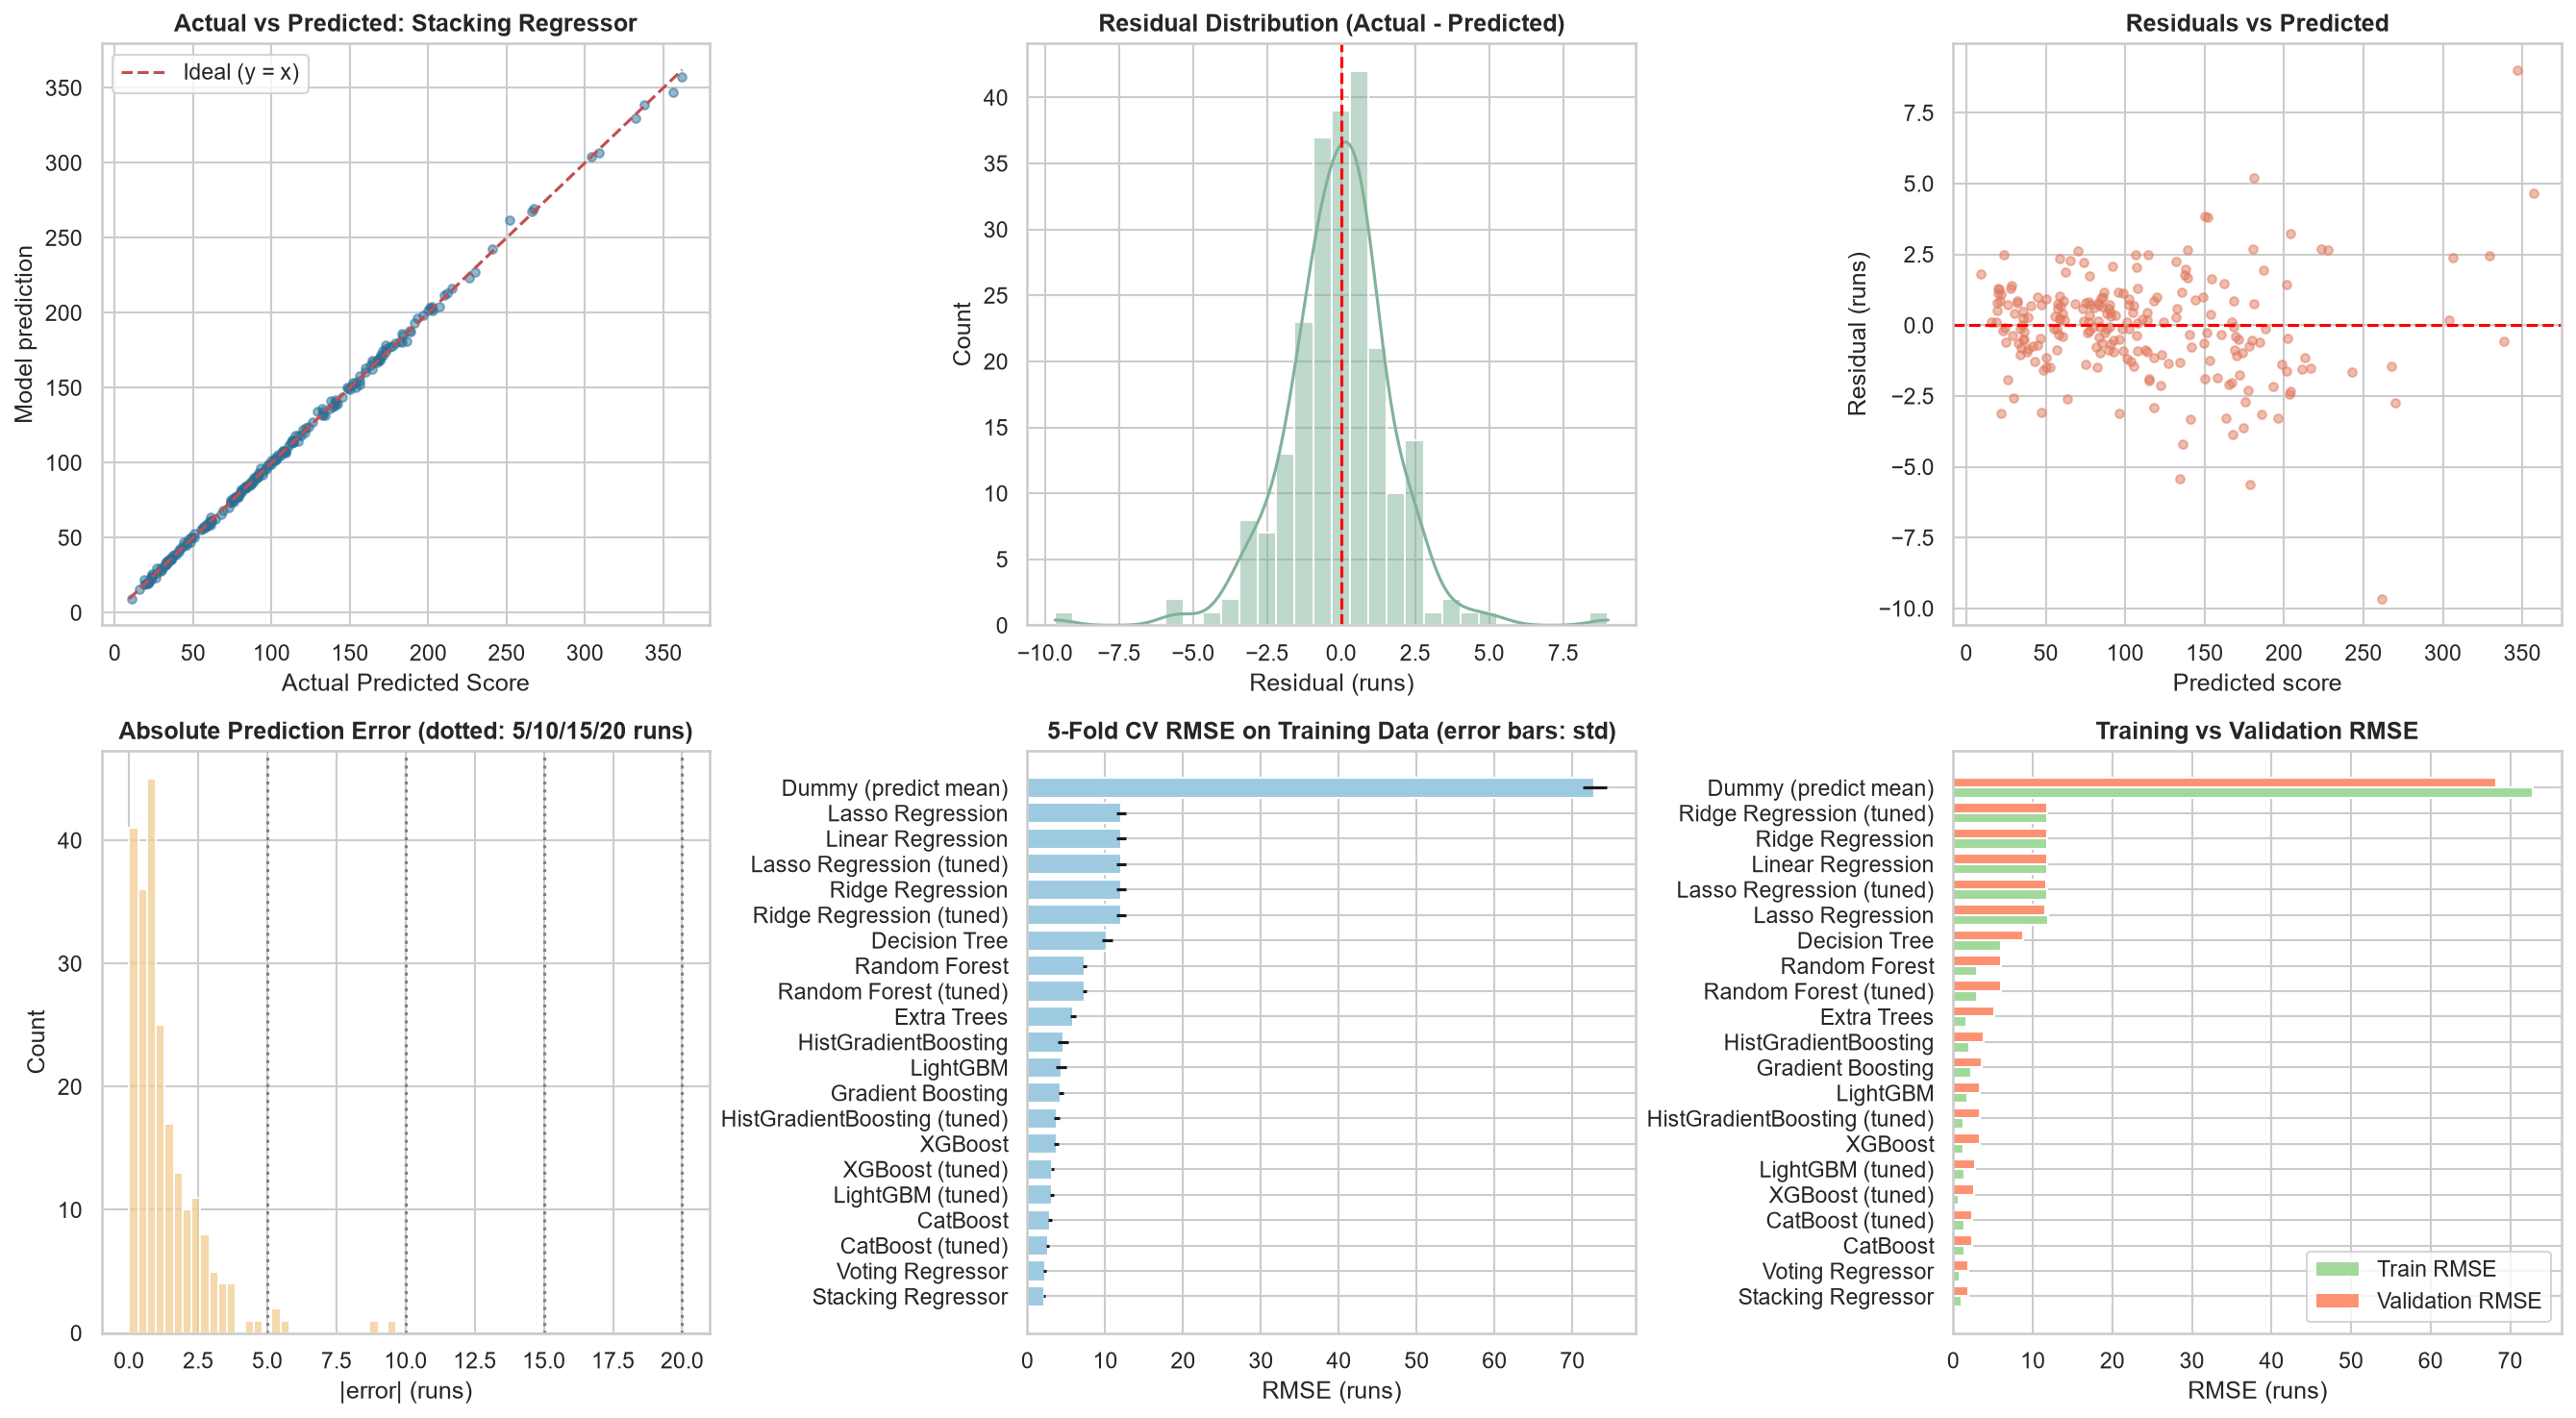 Actual vs Predicted: Stacking Regressor
Ideal (y = x)
350
300
250
200
150
100
50
0
Model prediction
0 50 100 150 200 250 300 350
Actual Predicted Score
Residual Distribution (Actual - Predicted)
40
35
30
25
20
15
10
5
0
Count
−10.0 −7.5 −5.0 −2.5 0.0 2.5 5.0 7.5
Residual (runs)
Residuals vs Predicted
7.5
5.0
2.5
0.0
−2.5
−5.0
−7.5
−10.0
Residual (runs)
0 50 100 150 200 250 300 350
Predicted score
Absolute Prediction Error (dotted: 5/10/15/20 runs)
40
30
20
10
0
Count
0.0 2.5 5.0 7.5 10.0 12.5 15.0 17.5 20.0
|error| (runs)
5-Fold CV RMSE on Training Data (error bars: std)
Dummy (predict mean)
Lasso Regression
Linear Regression
Lasso Regression (tuned)
Ridge Regression
Ridge Regression (tuned)
Decision Tree
Random Forest
Random Forest (tuned)
Extra Trees
HistGradientBoosting
LightGBM
Gradient Boosting
HistGradientBoosting (tuned)
XGBoost
XGBoost (tuned)
LightGBM (tuned)
CatBoost
CatBoost (tuned)
Voting Regressor
Stacking Regressor
0 10 20 30 40 50 60 70
RMSE (runs)
Training vs Validation RMSE
Dummy (predict mean)
Ridge Regression (tuned)
Ridge Regression
Linear Regression
Lasso Regression (tuned)
Lasso Regression
Decision Tree
Random Forest
Random Forest (tuned)
Extra Trees
HistGradientBoosting
Gradient Boosting
LightGBM
HistGradientBoosting (tuned)
XGBoost
LightGBM (tuned)
XGBoost (tuned)
CatBoost (tuned)
CatBoost
Voting Regressor
Stacking Regressor
Train RMSE
Validation RMSE
0 10 20 30 40 50 60 70
RMSE (runs)